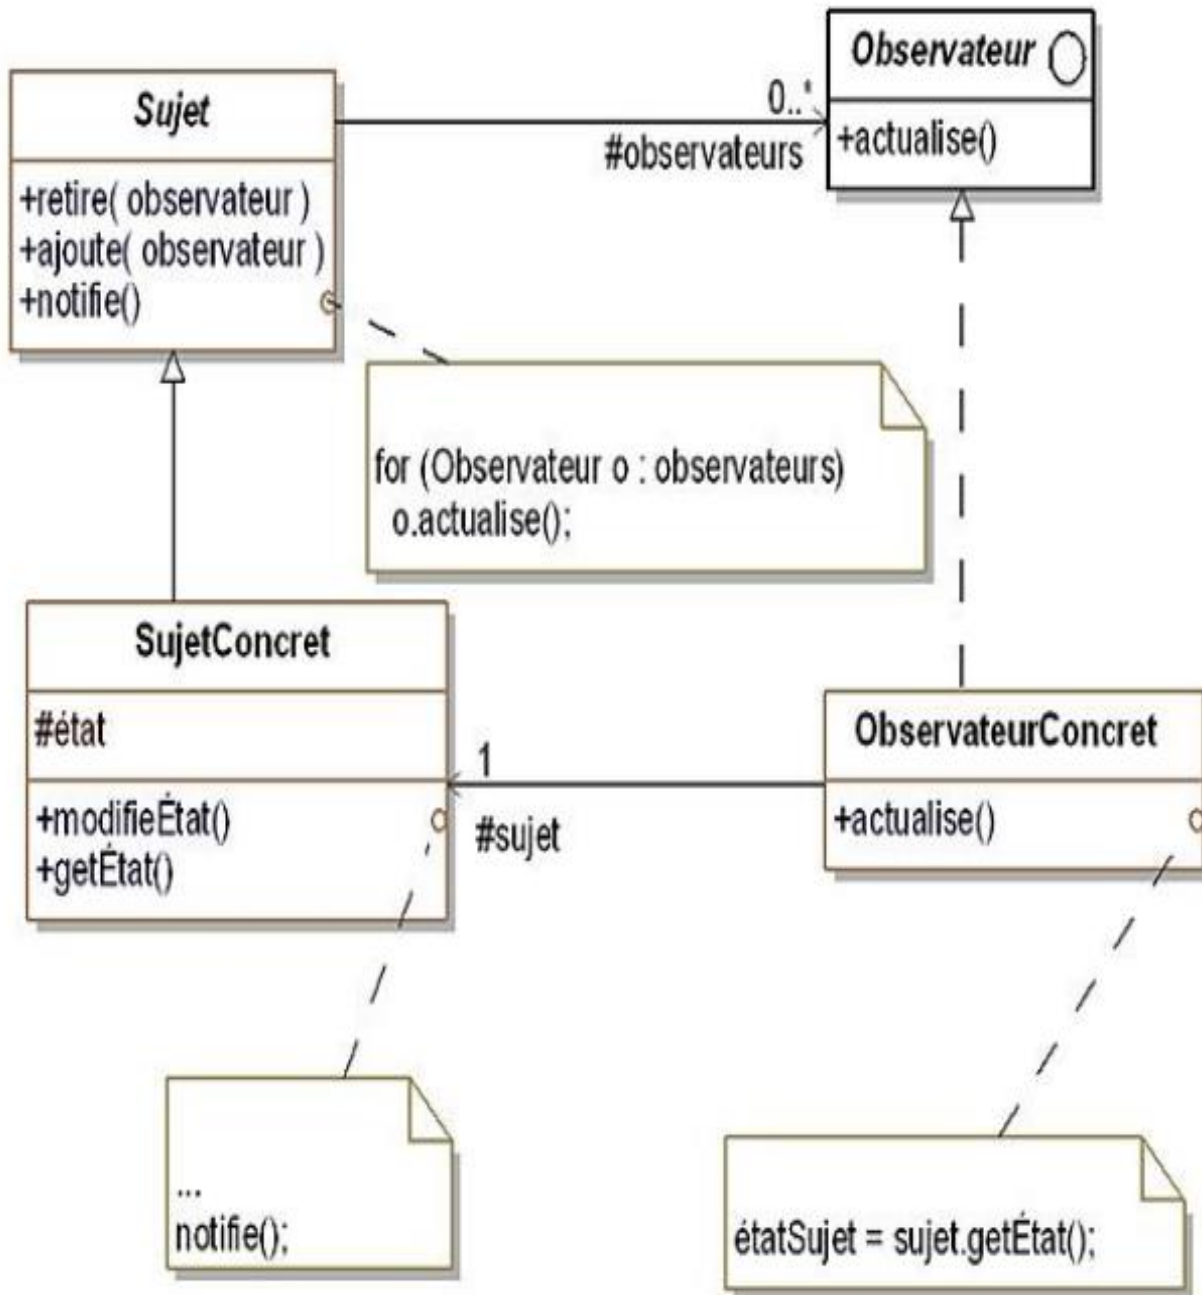 Sujet
+retire( observateur )
+ajoute( observateur )
+notifie()
0..*
#observateurs
Observateur
+actualise()
for (Observateur o : observateurs)
o.actualise();
SujetConcret
#état
+modifieÉtat()
+getÉtat()
1
#sujet
ObservateurConcret
+actualise()
...
notifie();
étatSujet = sujet.getÉtat();